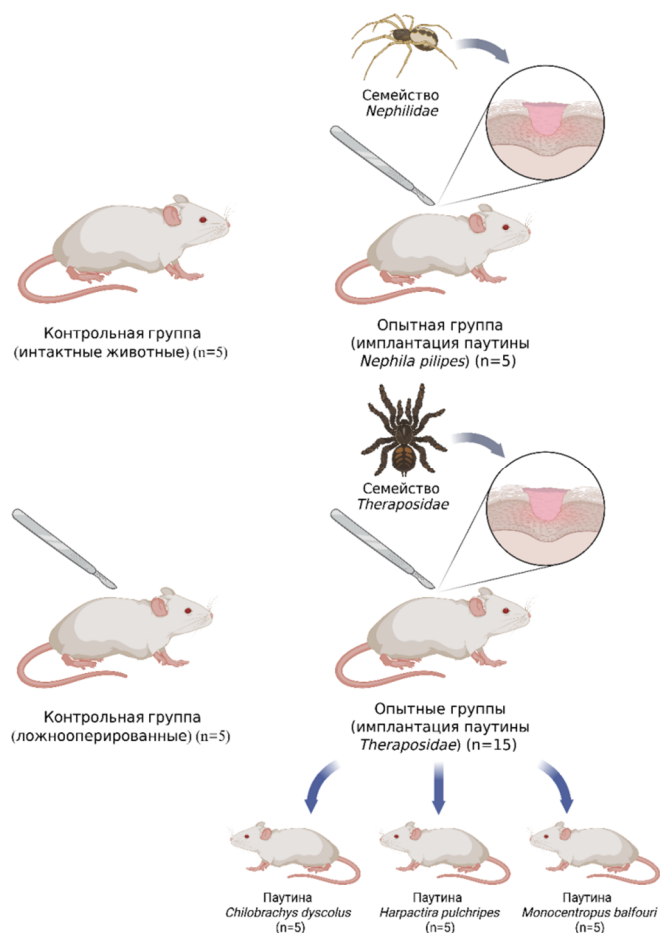 Семейство
Nephilidae
Контрольная группа
(интактные животные) (n=5)
Опытная группа
(имплантация паутины
Nephila pilipes) (n=5)
Семейство
Theraposidae
Контрольная группа
(ложнооперированные) (n=5)
Опытные группы
(имплантация паутины
Theraposidae) (n=15)
Паутина
Chilobrachys dyscolus
(n=5)
Паутина
Harpactira pulchripes
(n=5)
Паутина
Monocentropus balfouri
(n=5)